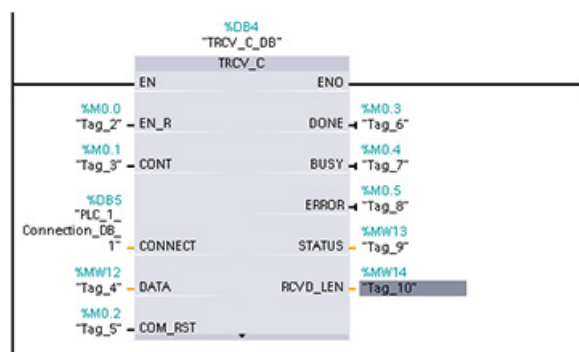 %DB4
"TRCV_C_DB"
TRCV_C
EN ENO
%M0.0 %M0.3
"Tag_2" EN_R DONE "Tag_6"
%M0.1 %M0.4
"Tag_3" CONT BUSY "Tag_7"
%DB5 %M0.5
"PLC_1_ ERROR "Tag_8"
Connection_DB_ %MW13
1" CONNECT STATUS "Tag_9"
%MW12 %MW14
"Tag_4" DATA RCVD_LEN "Tag_10"
%M0.2
"Tag_5" COM_RST